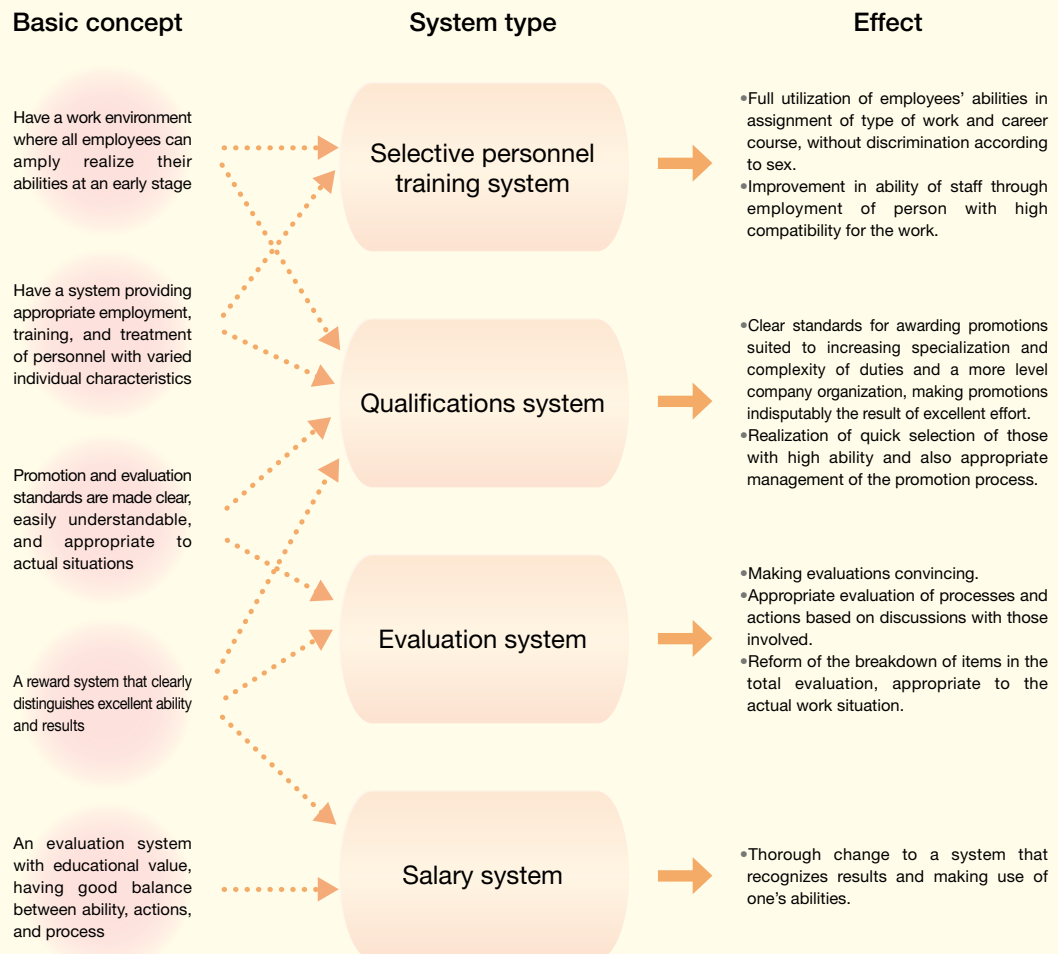 Basic concept
System type
Effect
Have a work environment
where all employees can
amply realize their
abilities at an early stage
Selective personnel
training system
•Full utilization of employees' abilities in
assignment of type of work and career
course, without discrimination according
to sex.
•Improvement in ability of staff through
employment of person with high
compatibility for the work.
Have a system providing
appropriate employment,
training, and treatment
of personnel with varied
individual characteristics
Qualifications system
•Clear standards for awarding promotions
suited to increasing specialization and
complexity of duties and a more level
company organization, making promotions
indisputably the result of excellent effort.
•Realization of quick selection of those
with high ability and also appropriate
management of the promotion process.
Promotion and evaluation
standards are made clear,
easily understandable,
and appropriate to
actual situations
Evaluation system
•Making evaluations convincing.
•Appropriate evaluation of processes and
actions based on discussions with those
involved.
•Reform of the breakdown of items in the
total evaluation, appropriate to the
actual work situation.
A reward system that clearly
distinguishes excellent ability
and results
An evaluation system
with educational value,
having good balance
between ability, actions,
and process
Salary system
•Thorough change to a system that
recognizes results and making use of
one's abilities.